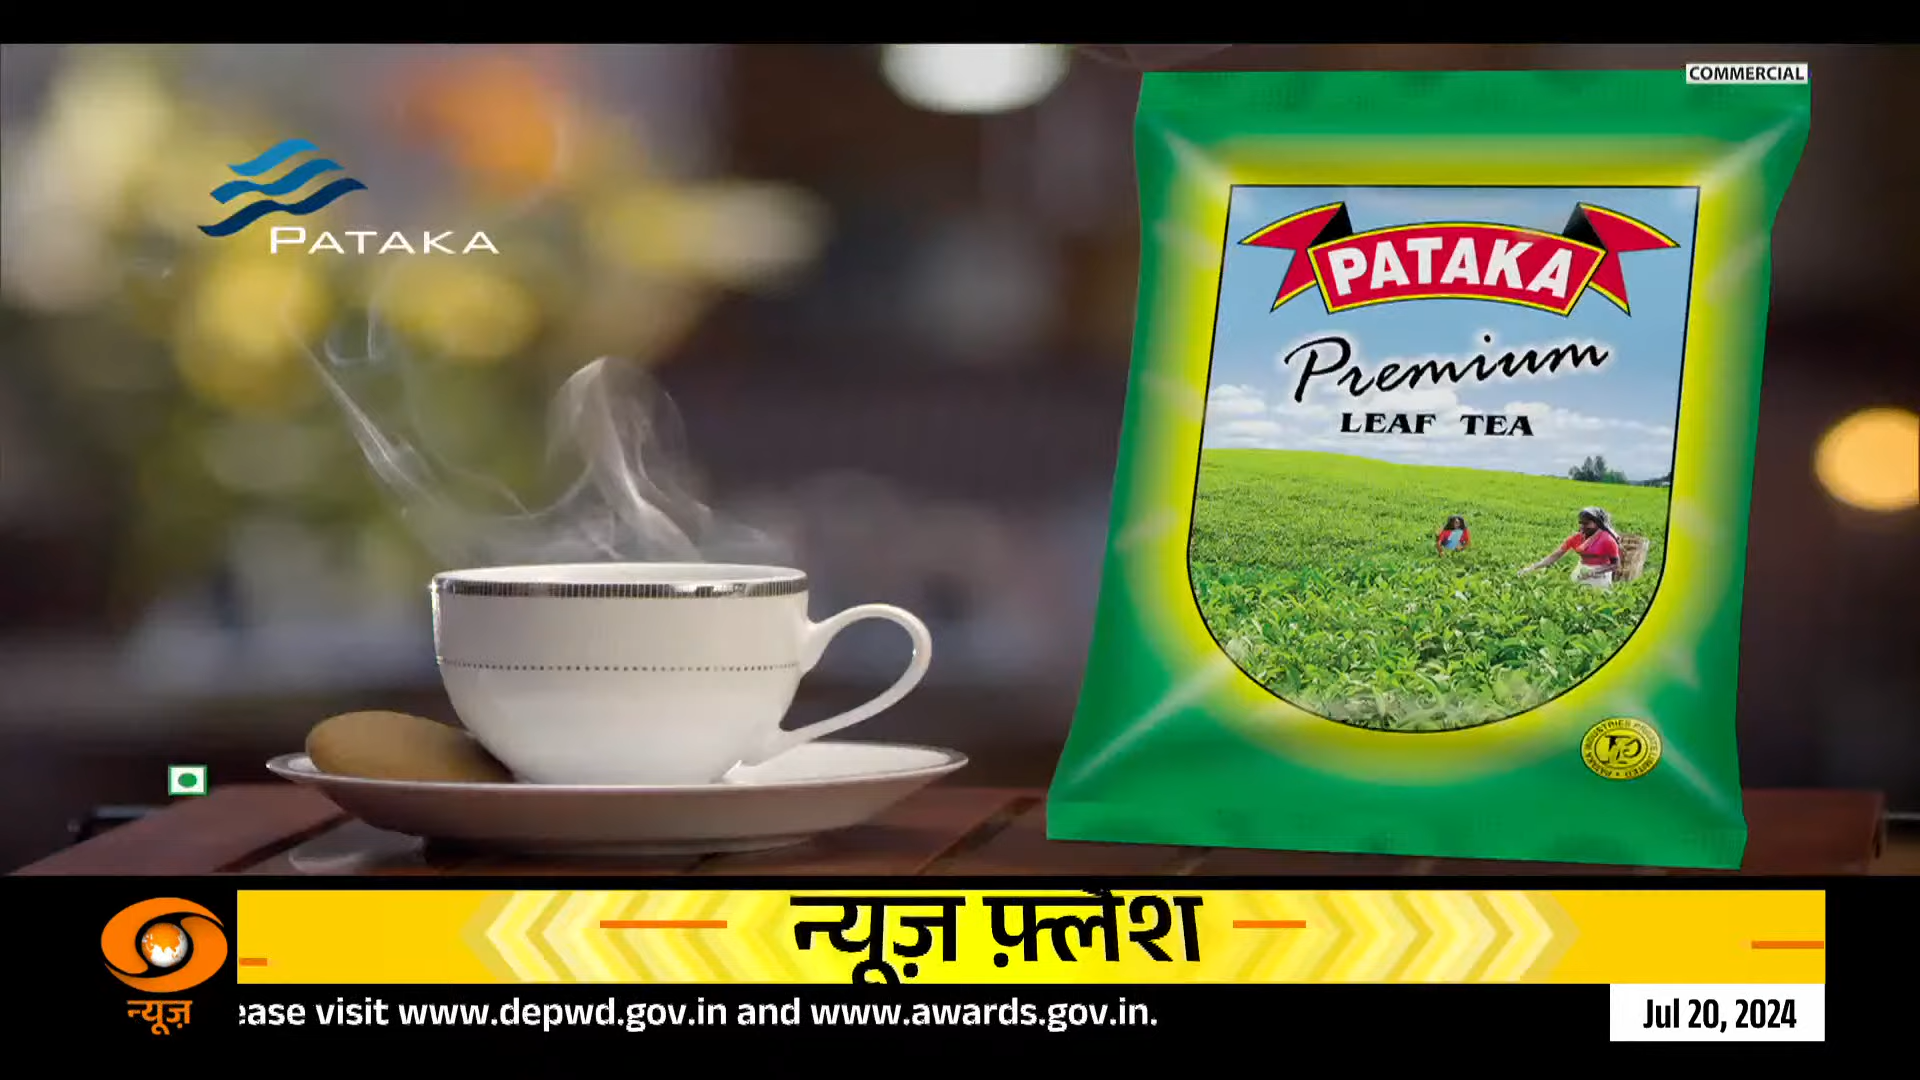 COMMERCIAL
PATAKA
PATAKA
Premium
LEAF TEA
न्यूज़ फ़्लैश
न्यूज़
ease visit www.depwd.gov.in and www.awards.gov.in.
Jul 20, 2024